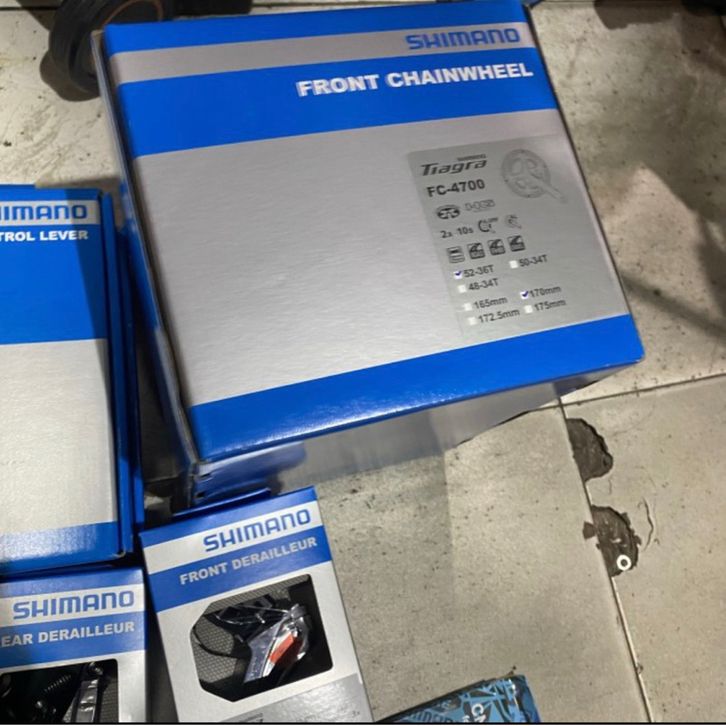 SHIMANO
FRONT CHAINWHEEL
SHIMANO
Tiagra
FC-4700
2x 10s
52-36T 50-34T
48-34T
165mm 170mm
172.5mm 175mm
IMANO
TROL LEVER
SHIMANO
FRONT DERAILLEUR
SHIMANO
EAR DERAILLEUR